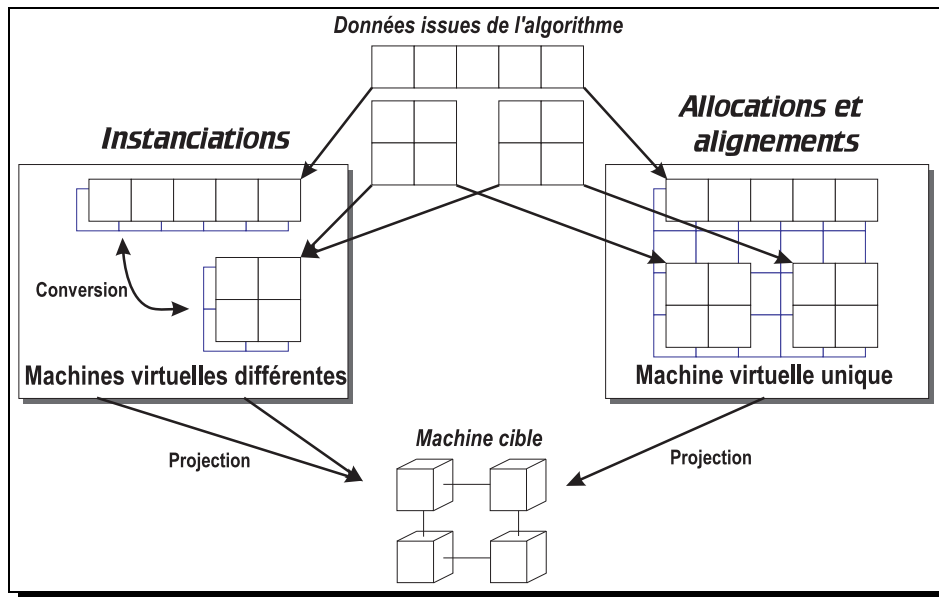 Données issues de l'algorithme
Instanciations
Allocations et
alignements
Conversion
Machines virtuelles différentes
Machine virtuelle unique
Machine cible
Projection
Projection